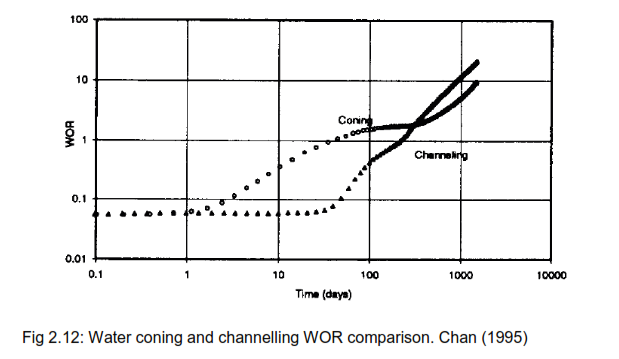 100
10
WOR
1
0.1
0.01
Coning
Channeling
0.1 1 10 100 1000 10000
Time (days)
Fig 2.12: Water coning and channelling WOR comparison. Chan (1995)